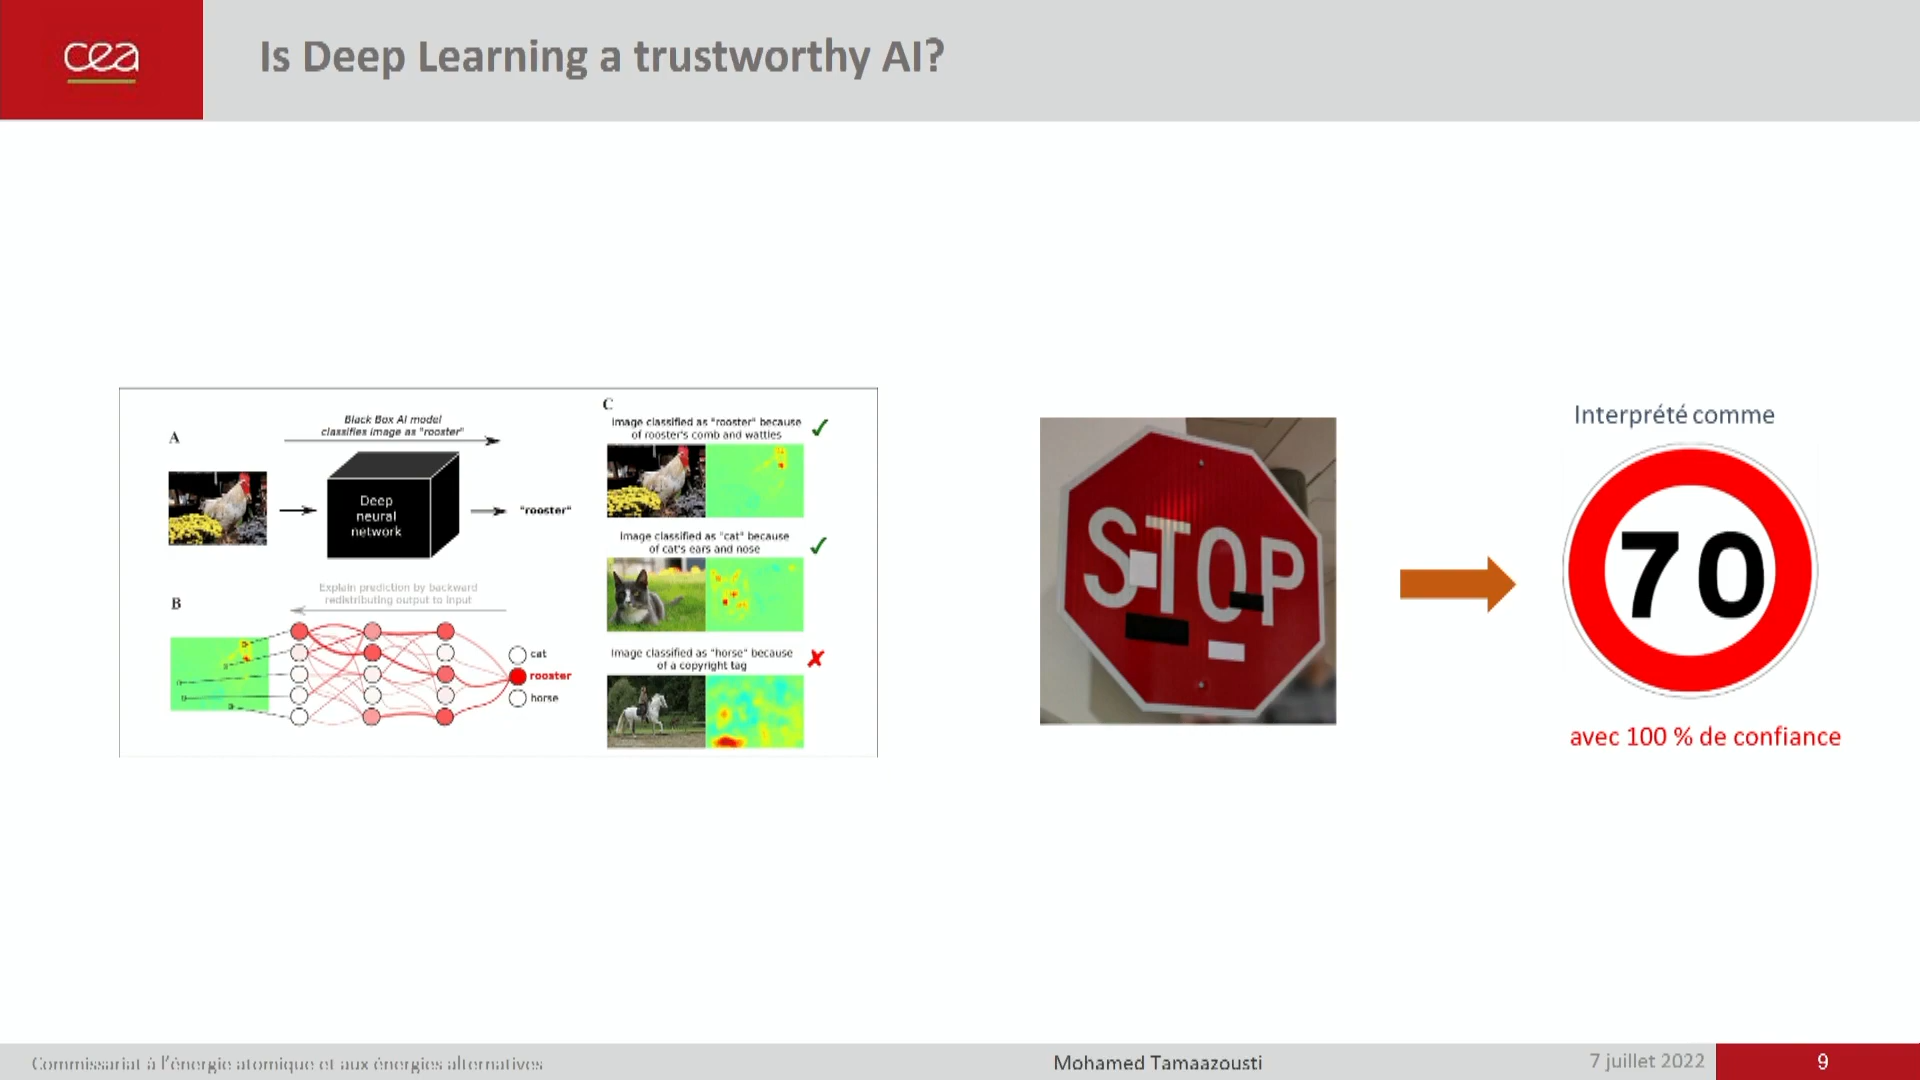 cea
Is Deep Learning a trustworthy AI?
A
Black Box AI model
classifies image as "rooster"
Deep
neural
network
"rooster"
B
Explain prediction by backward
redistributing output to input
cat
rooster
horse
C
Image classified as "rooster" because
of rooster's comb and wattles
Image classified as "cat" because
of cat's ears and nose
Image classified as "horse" because
of a copyright tag
STOP
Interprété comme
70
avec 100 % de confiance
Commissariat à l'énergie atomique et aux énergies alternatives
Mohamed Tamaazousti
7 juillet 2022
9